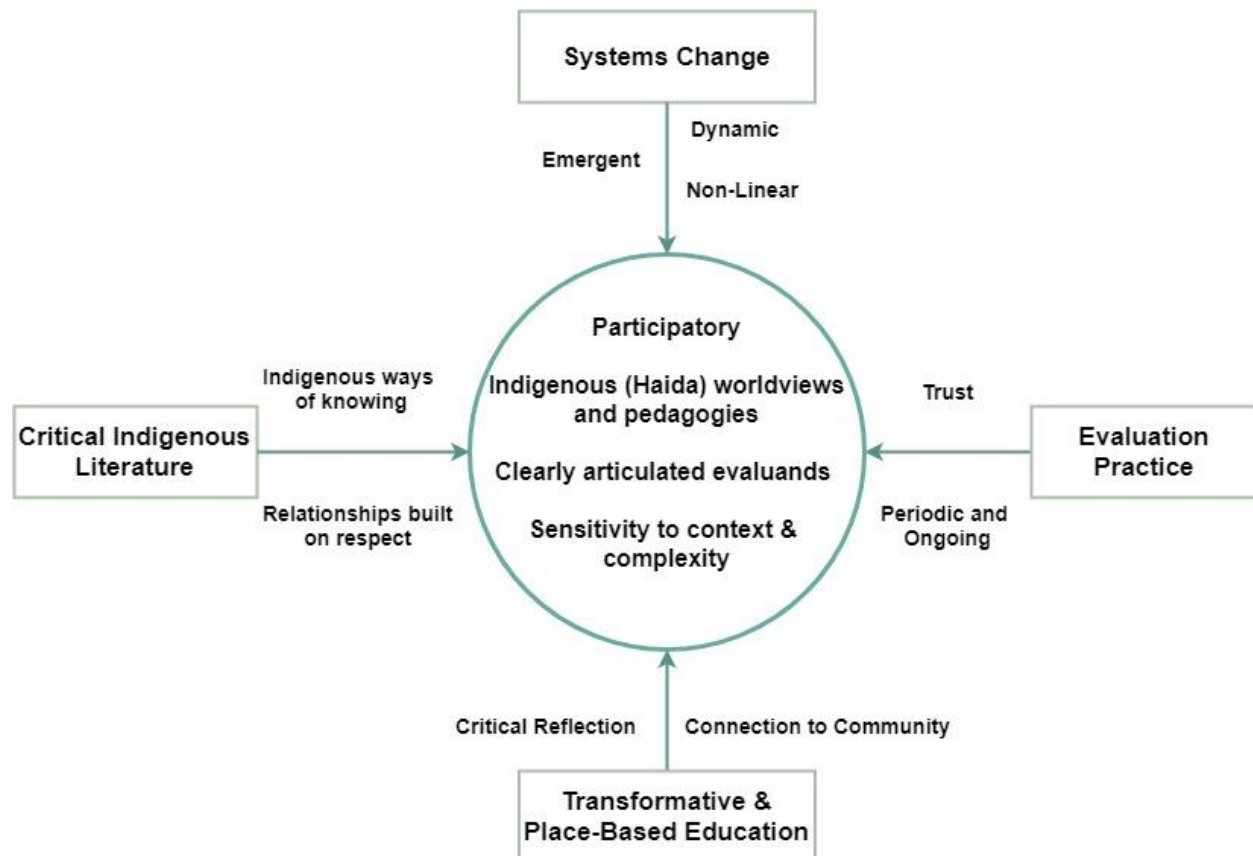 Systems Change
Dynamic
Emergent
Non-Linear
Participatory
Indigenous (Haida) worldviews
and pedagogies
Clearly articulated evaluands
Sensitivity to context &
complexity
Indigenous ways
of knowing
Critical Indigenous
Literature
Relationships built
on respect
Trust
Evaluation
Practice
Periodic and
Ongoing
Critical Reflection
Connection to Community
Transformative &
Place-Based Education